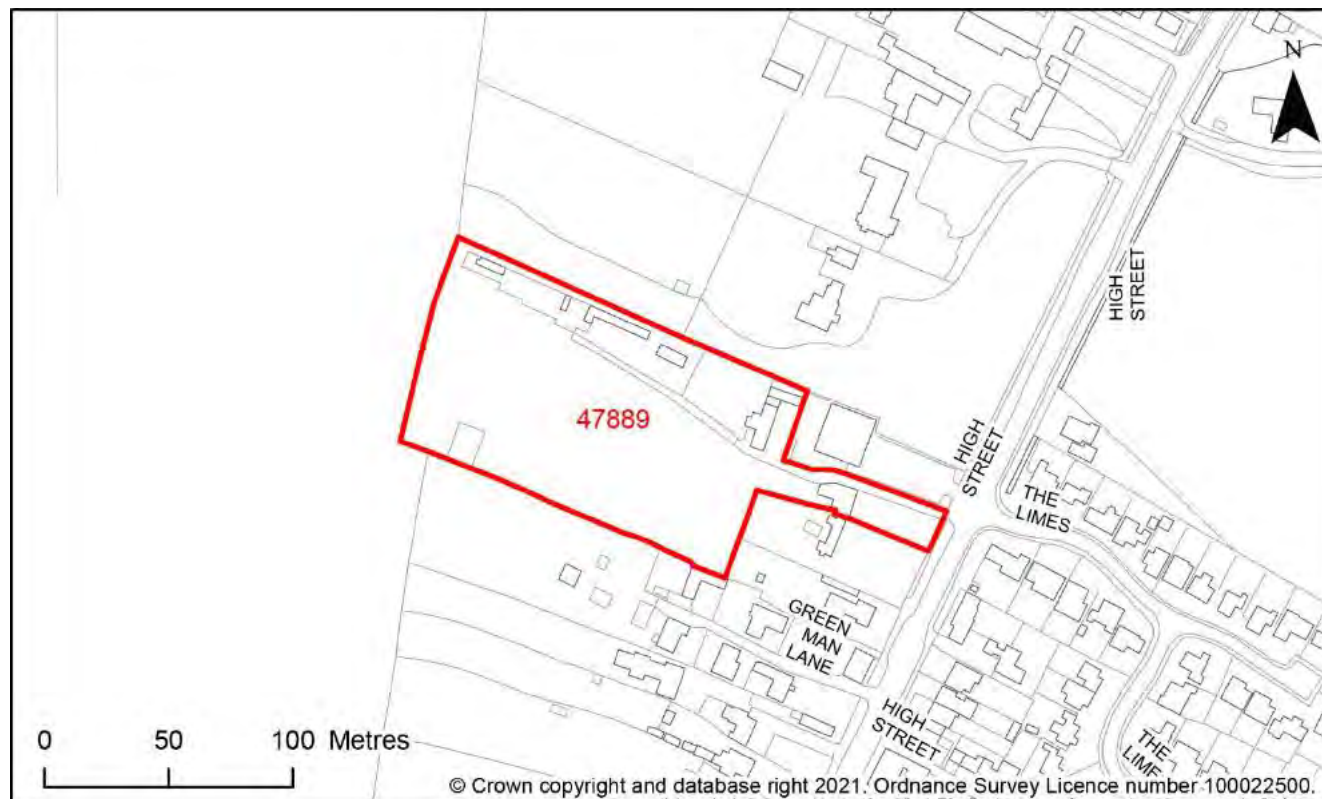 N
HIGH
STREET
47889
HIGH
STREET
THE
LIMES
GREEN
MAN
LANE
HIGH
STREET
THE
LIME
0 50 100 Metres
© Crown copyright and database right 2021. Ordnance Survey Licence number 100022500.